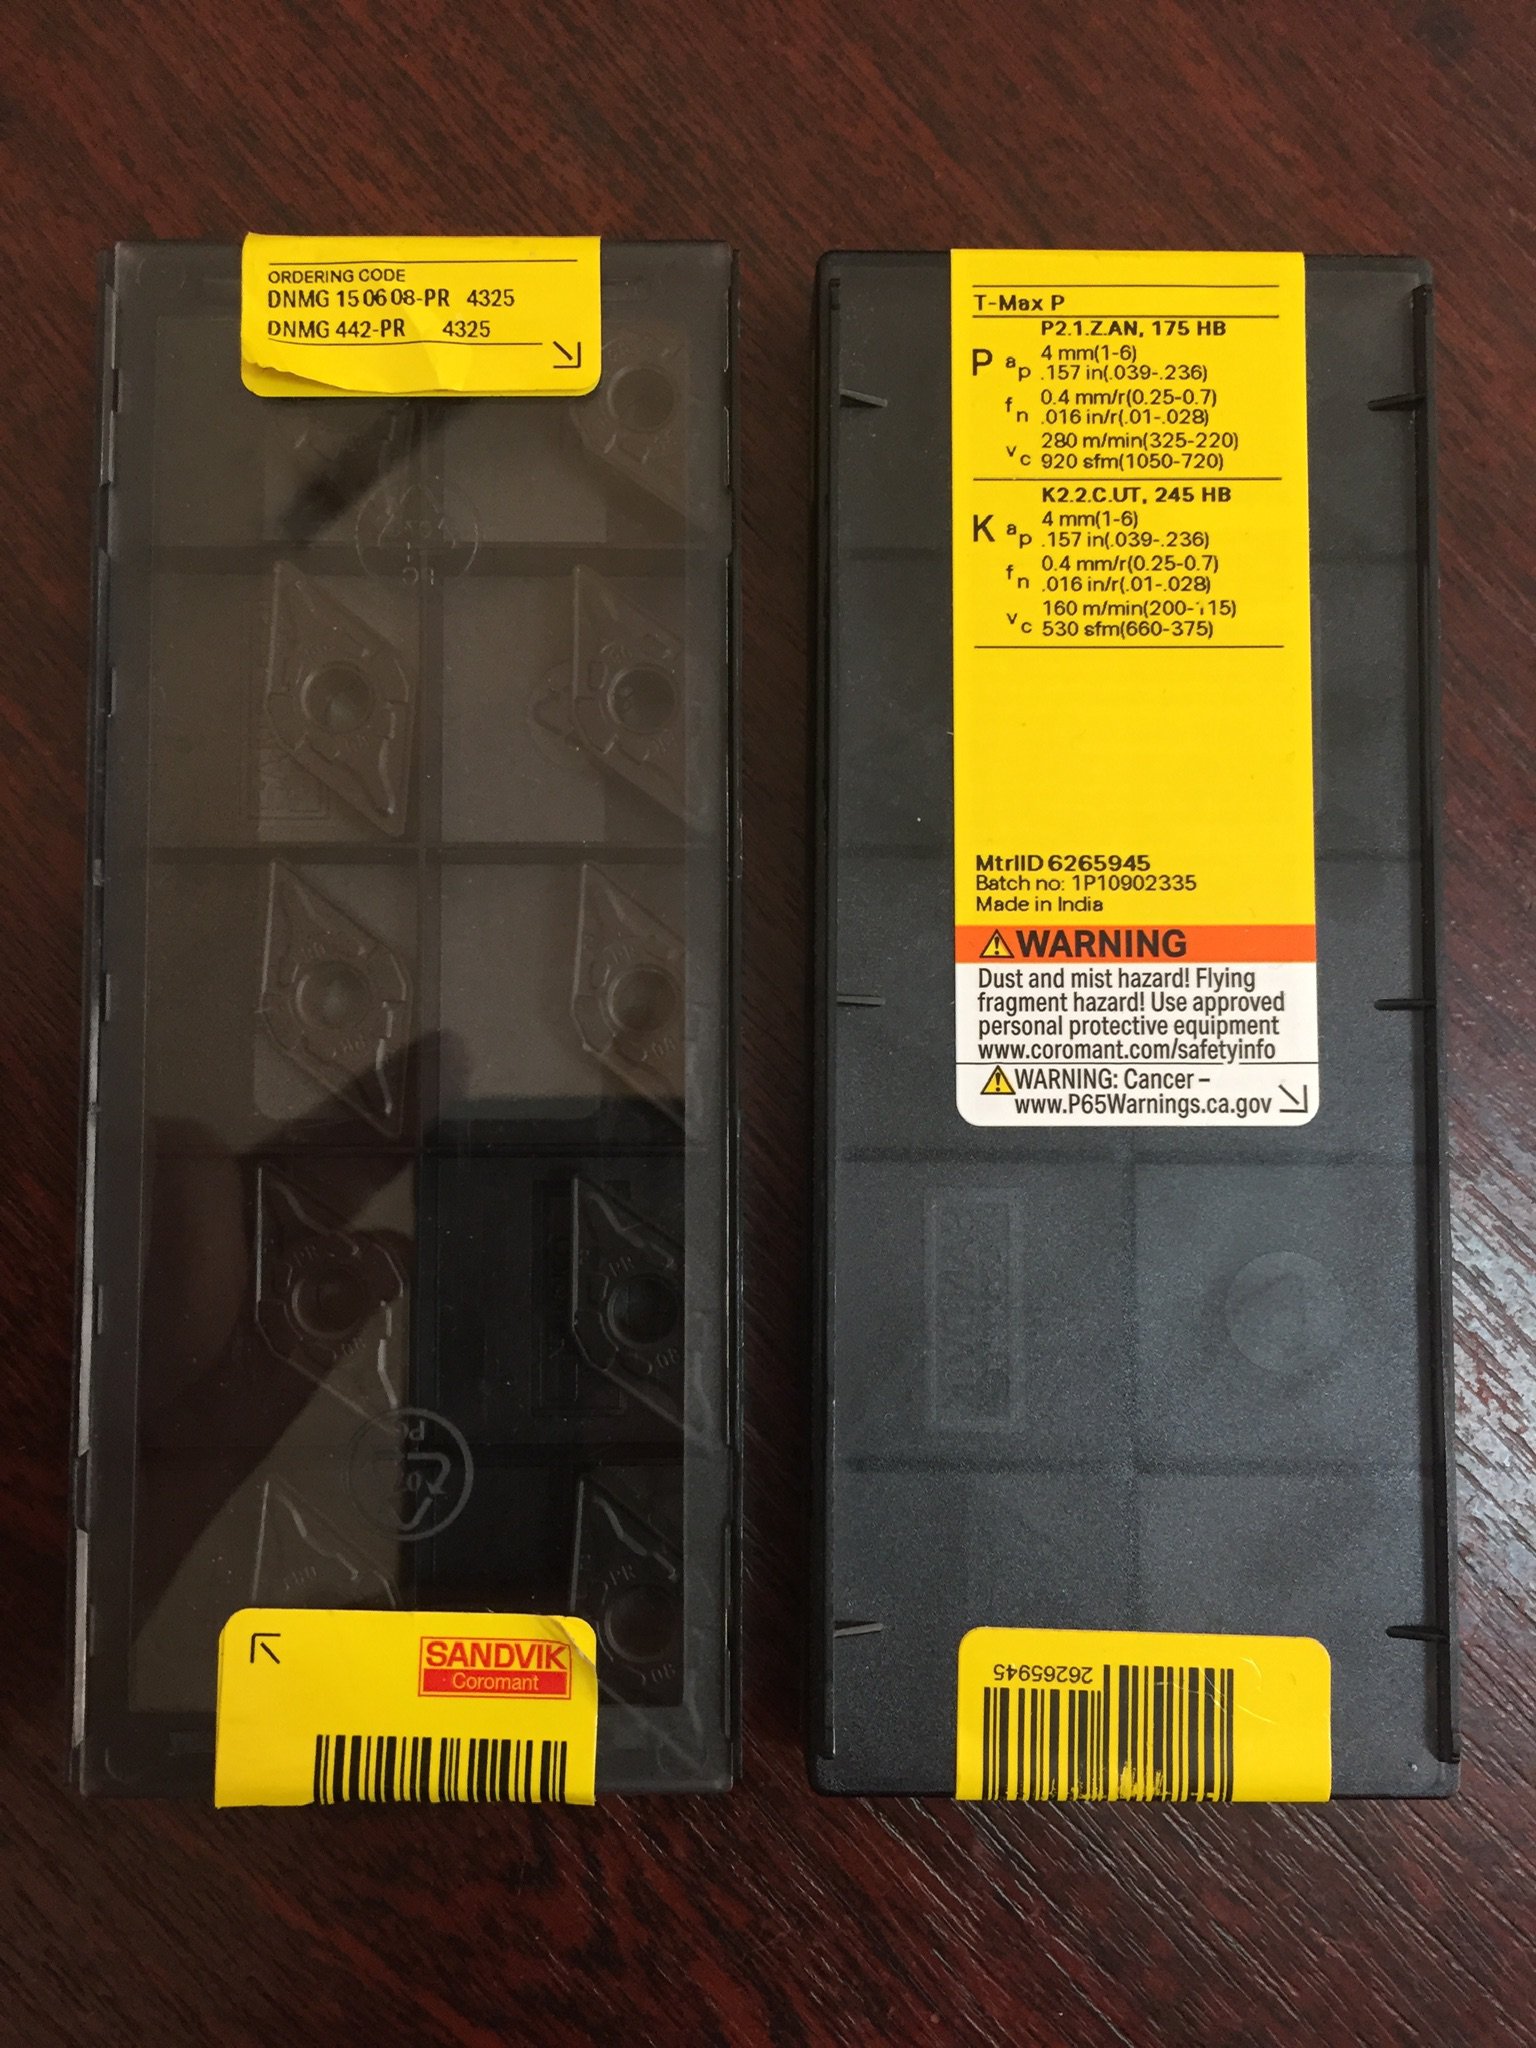 ORDERING CODE
DNMG 15 06 08-PR 4325
DNMG 442-PR 4325
SANDVIK
Coromant
T-Max P
P2.1.Z.AN, 175 HB
P ap 4 mm(1-6)
.157 in(.039-.236)
fn 0.4 mm/r(0.25-0.7)
.016 in/r(.01-.028)
vc 280 m/min(325-220)
920 sfm(1050-720)
K2.2.C.UT, 245 HB
K ap 4 mm(1-6)
.157 in(.039-.236)
fn 0.4 mm/r(0.25-0.7)
.016 in/r(.01-.028)
vc 160 m/min(200-115)
530 sfm(660-375)
MtrlID 6265945
Batch no: 1P10902335
Made in India
WARNING
Dust and mist hazard! Flying
fragment hazard! Use approved
personal protective equipment
www.coromant.com/safetyinfo
WARNING: Cancer –
www.P65Warnings.ca.gov
26265945
PR
PR
PR